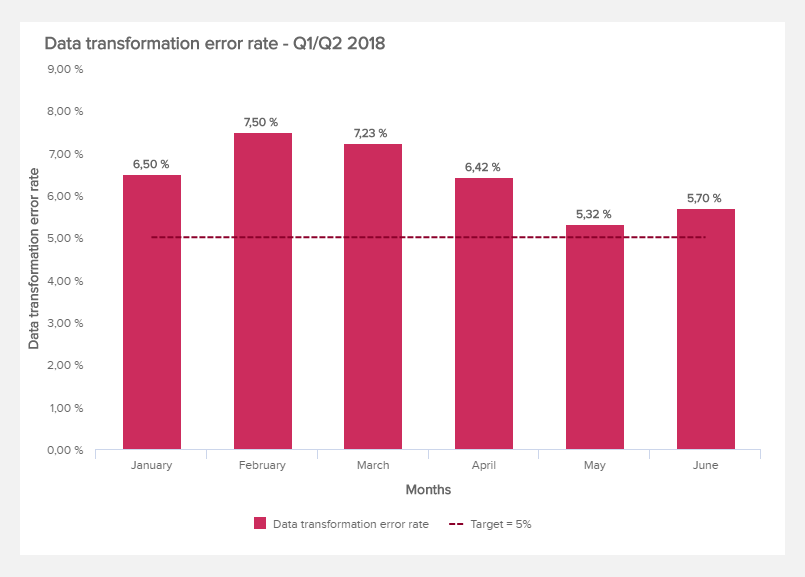 Data transformation error rate - Q1/Q2 2018
Data transformation error rate
9,00 %
8,00 %
7,00 %
6,00 %
5,00 %
4,00 %
3,00 %
2,00 %
1,00 %
0,00 %
6,50 %
7,50 %
7,23 %
6,42 %
5,32 %
5,70 %
January
February
March
April
May
June
Months
Data transformation error rate
Target = 5%